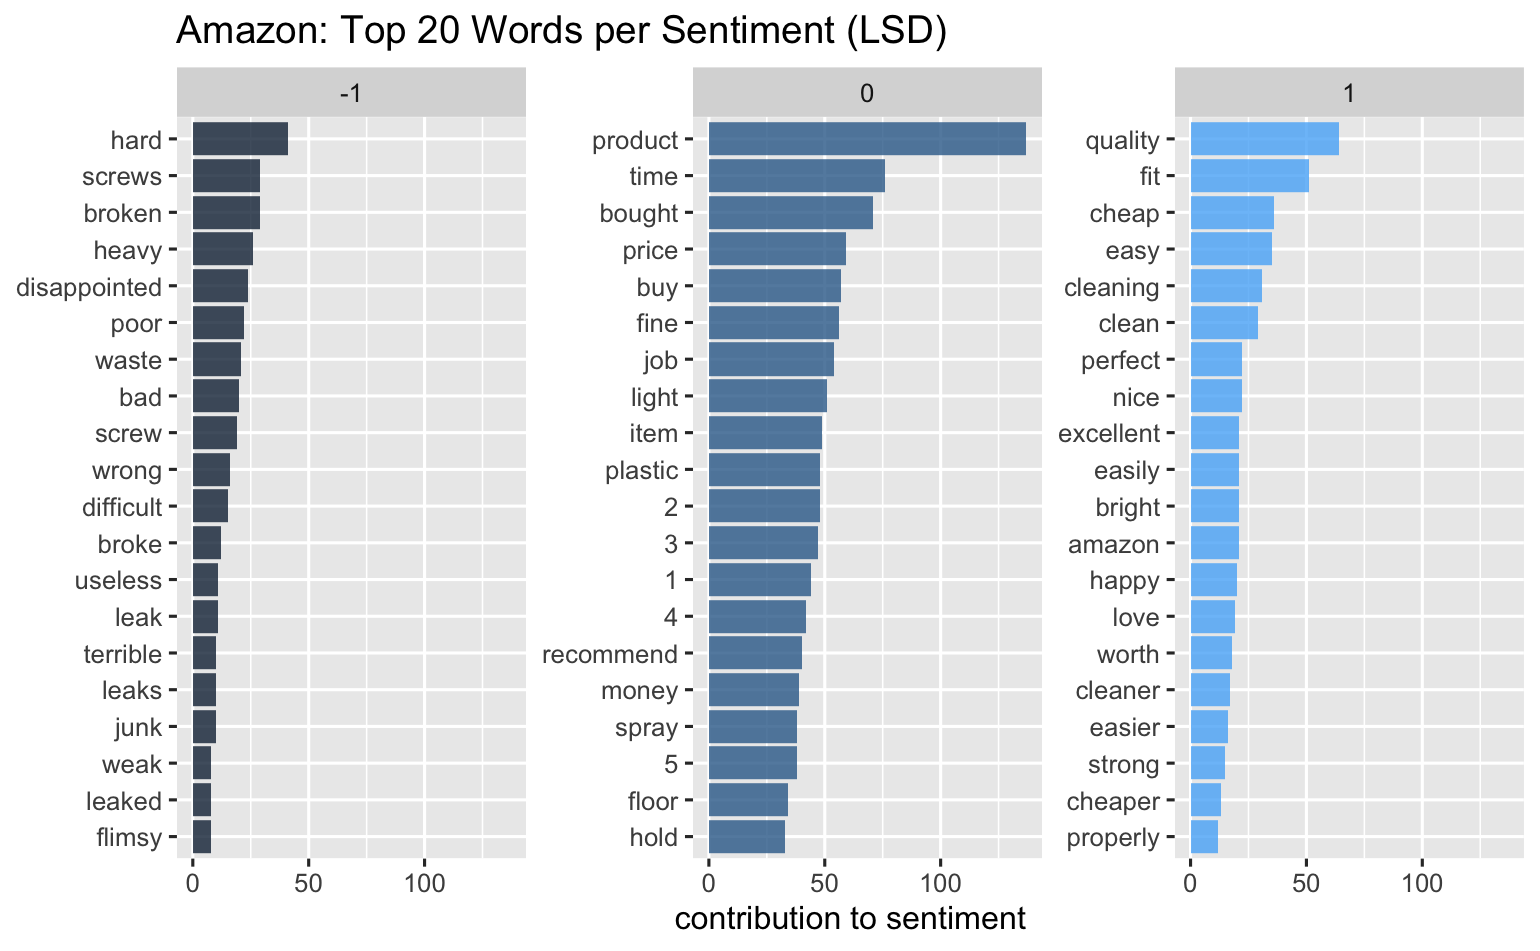 Amazon: Top 20 Words per Sentiment (LSD)
-1
hard
screws
broken
heavy
disappointed
poor
waste
bad
screw
wrong
difficult
broke
useless
leak
terrible
leaks
junk
weak
leaked
flimsy
0 50 100
0
product
time
bought
price
buy
fine
job
light
item
plastic
2
3
1
4
recommend
money
spray
5
floor
hold
0 50 100
1
quality
fit
cheap
easy
cleaning
clean
perfect
nice
excellent
easily
bright
amazon
happy
love
worth
cleaner
easier
strong
cheaper
properly
0 50 100
contribution to sentiment